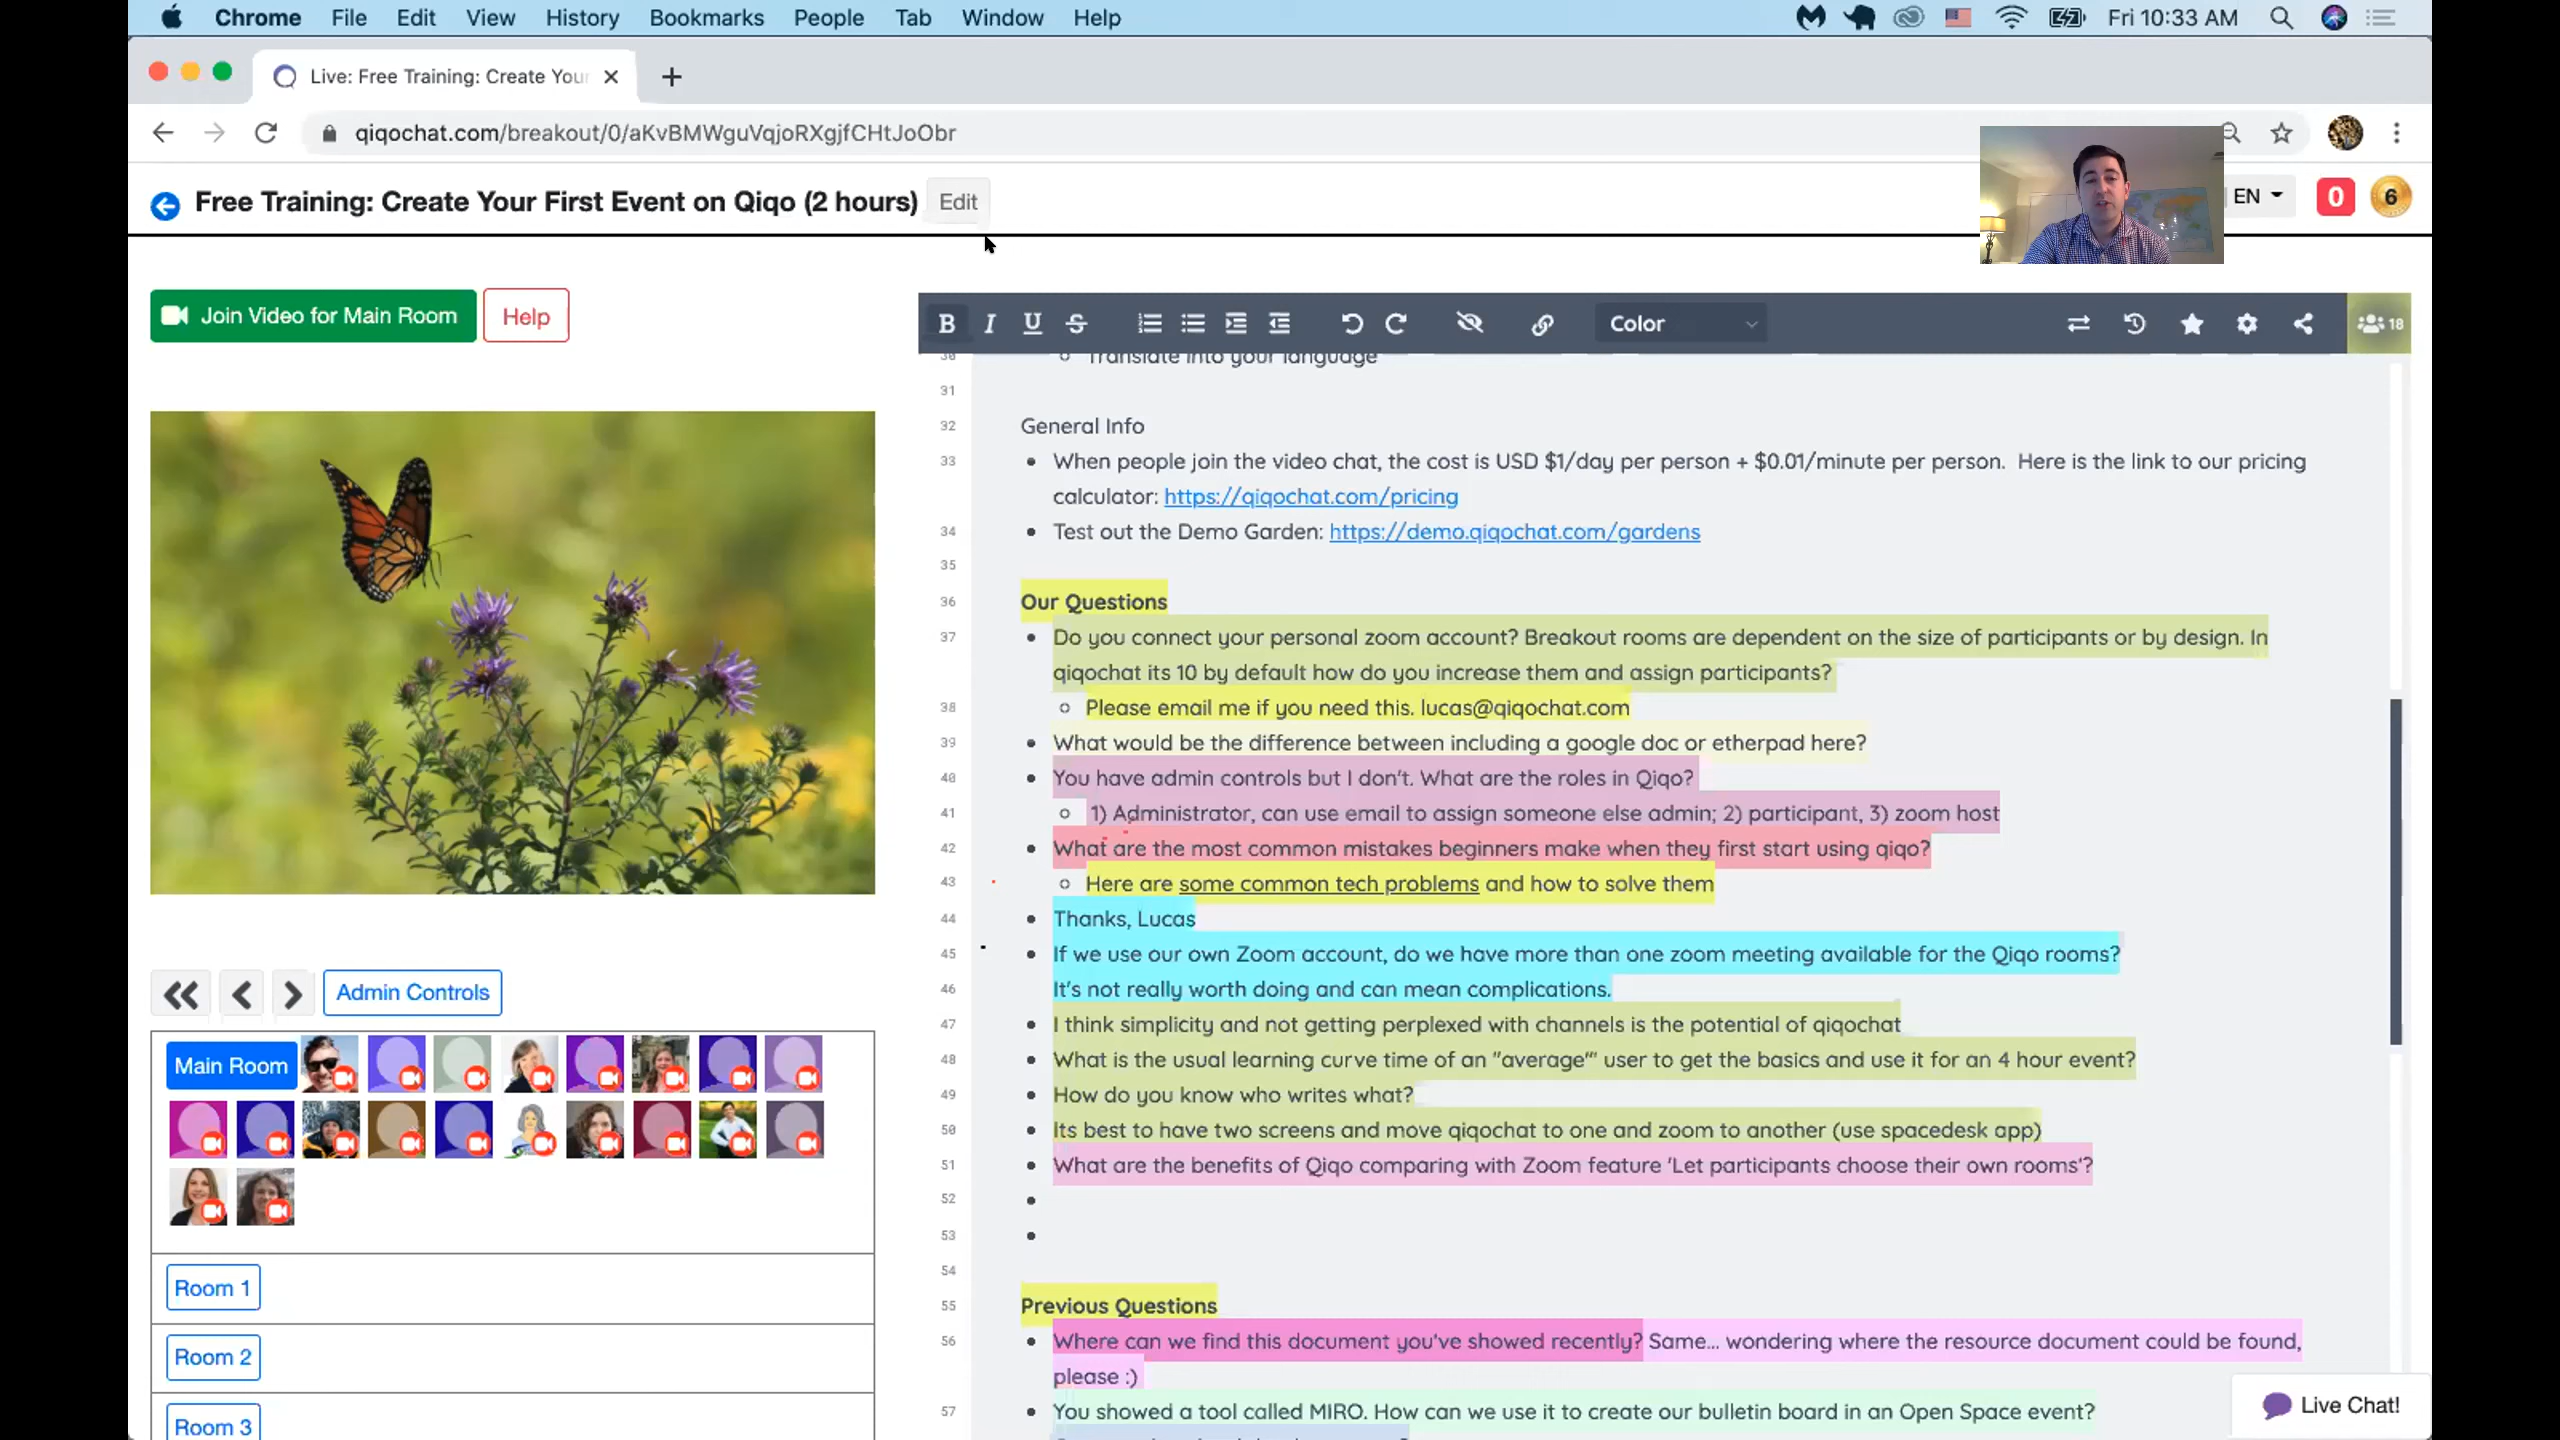 Chrome File Edit View History Bookmarks People Tab Window Help
Fri 10:33 AM
Live: Free Training: Create Your
qiqochat.com/breakout/0/aKvBMWguVqjoRXgjfCHtJoObr
Free Training: Create Your First Event on Qiqo (2 hours) Edit
EN
0
6
Join Video for Main Room
Help
B I U S
Color
18
30 Translate into your language
31
32 General Info
33 When people join the video chat, the cost is USD $1/day per person + $0.01/minute per person. Here is the link to our pricing
calculator: https://qiqochat.com/pricing
34 Test out the Demo Garden: https://demo.qiqochat.com/gardens
35
36 Our Questions
37 Do you connect your personal zoom account? Breakout rooms are dependent on the size of participants or by design. In
qiqochat its 10 by default how do you increase them and assign participants?
38 Please email me if you need this. lucas@qiqochat.com
39 What would be the difference between including a google doc or etherpad here?
40 You have admin controls but I don't. What are the roles in Qiqo?
41 1) Administrator, can use email to assign someone else admin; 2) participant, 3) zoom host
42 What are the most common mistakes beginners make when they first start using qiqo?
43 Here are some common tech problems and how to solve them
44 Thanks, Lucas
45 If we use our own Zoom account, do we have more than one zoom meeting available for the Qiqo rooms?
46 It's not really worth doing and can mean complications.
47 I think simplicity and not getting perplexed with channels is the potential of qiqochat
48 What is the usual learning curve time of an "average"' user to get the basics and use it for an 4 hour event?
49 How do you know who writes what?
50 Its best to have two screens and move qiqochat to one and zoom to another (use spacedesk app)
51 What are the benefits of Qiqo comparing with Zoom feature 'Let participants choose their own rooms'?
52
53
54
55 Previous Questions
56 Where can we find this document you've showed recently? Same... wondering where the resource document could be found,
please :)
57 You showed a tool called MIRO. How can we use it to create our bulletin board in an Open Space event?
Admin Controls
Main Room
Room 1
Room 2
Room 3
Live Chat!